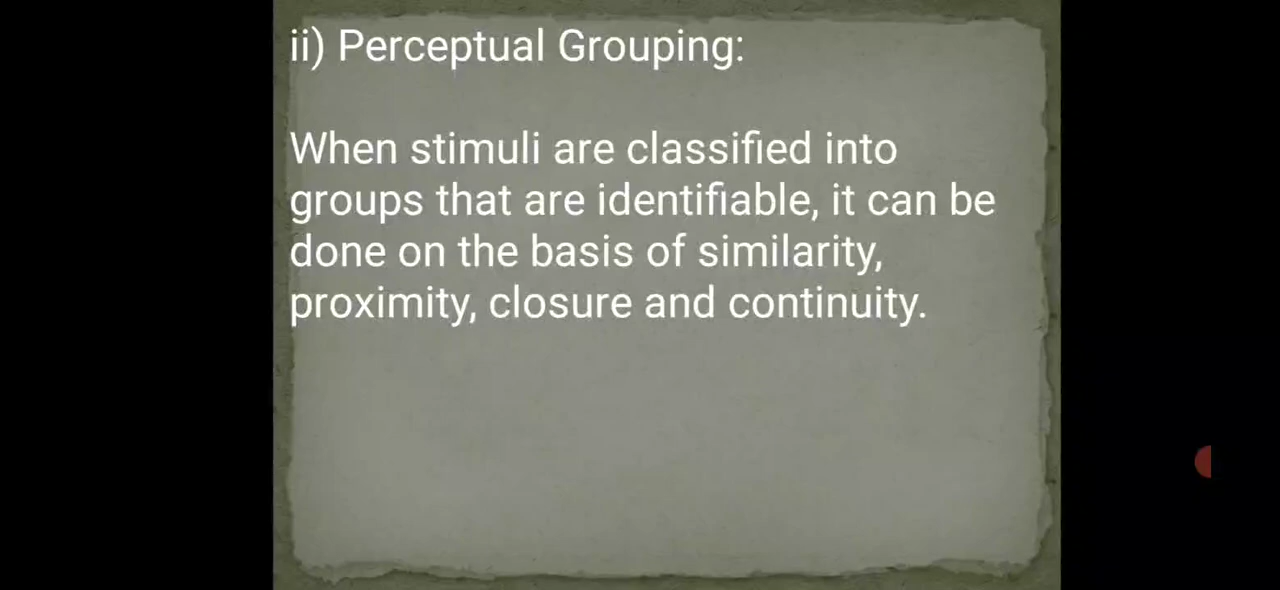 ii) Perceptual Grouping:
When stimuli are classified into
groups that are identifiable, it can be
done on the basis of similarity,
proximity, closure and continuity.